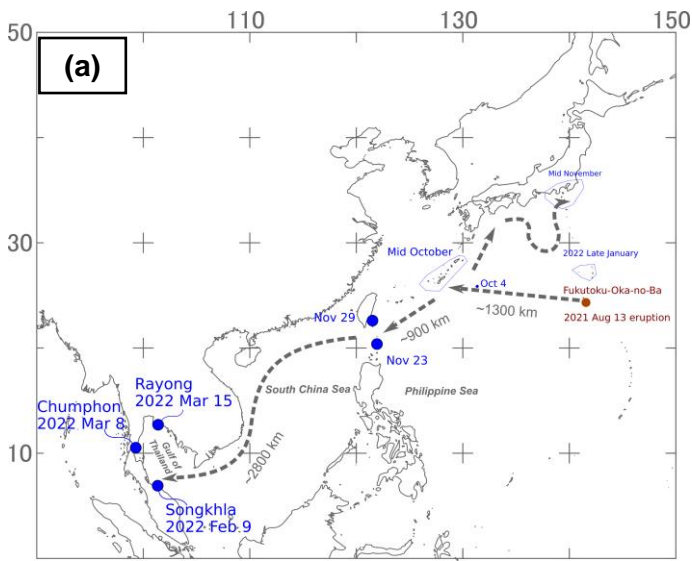 110
130
150
50
(a)
Mid November
30
Mid October
2022 Late January
Oct 4
Fukutoku-Oka-no-Ba
~1300 km
2021 Aug 13 eruption
Nov 29
~900 km
Nov 23
South China Sea
Philippine Sea
Rayong
2022 Mar 15
Chumphon
2022 Mar 8
10
Gulf of
Thailand
~2800 km
Songkhla
2022 Feb 9